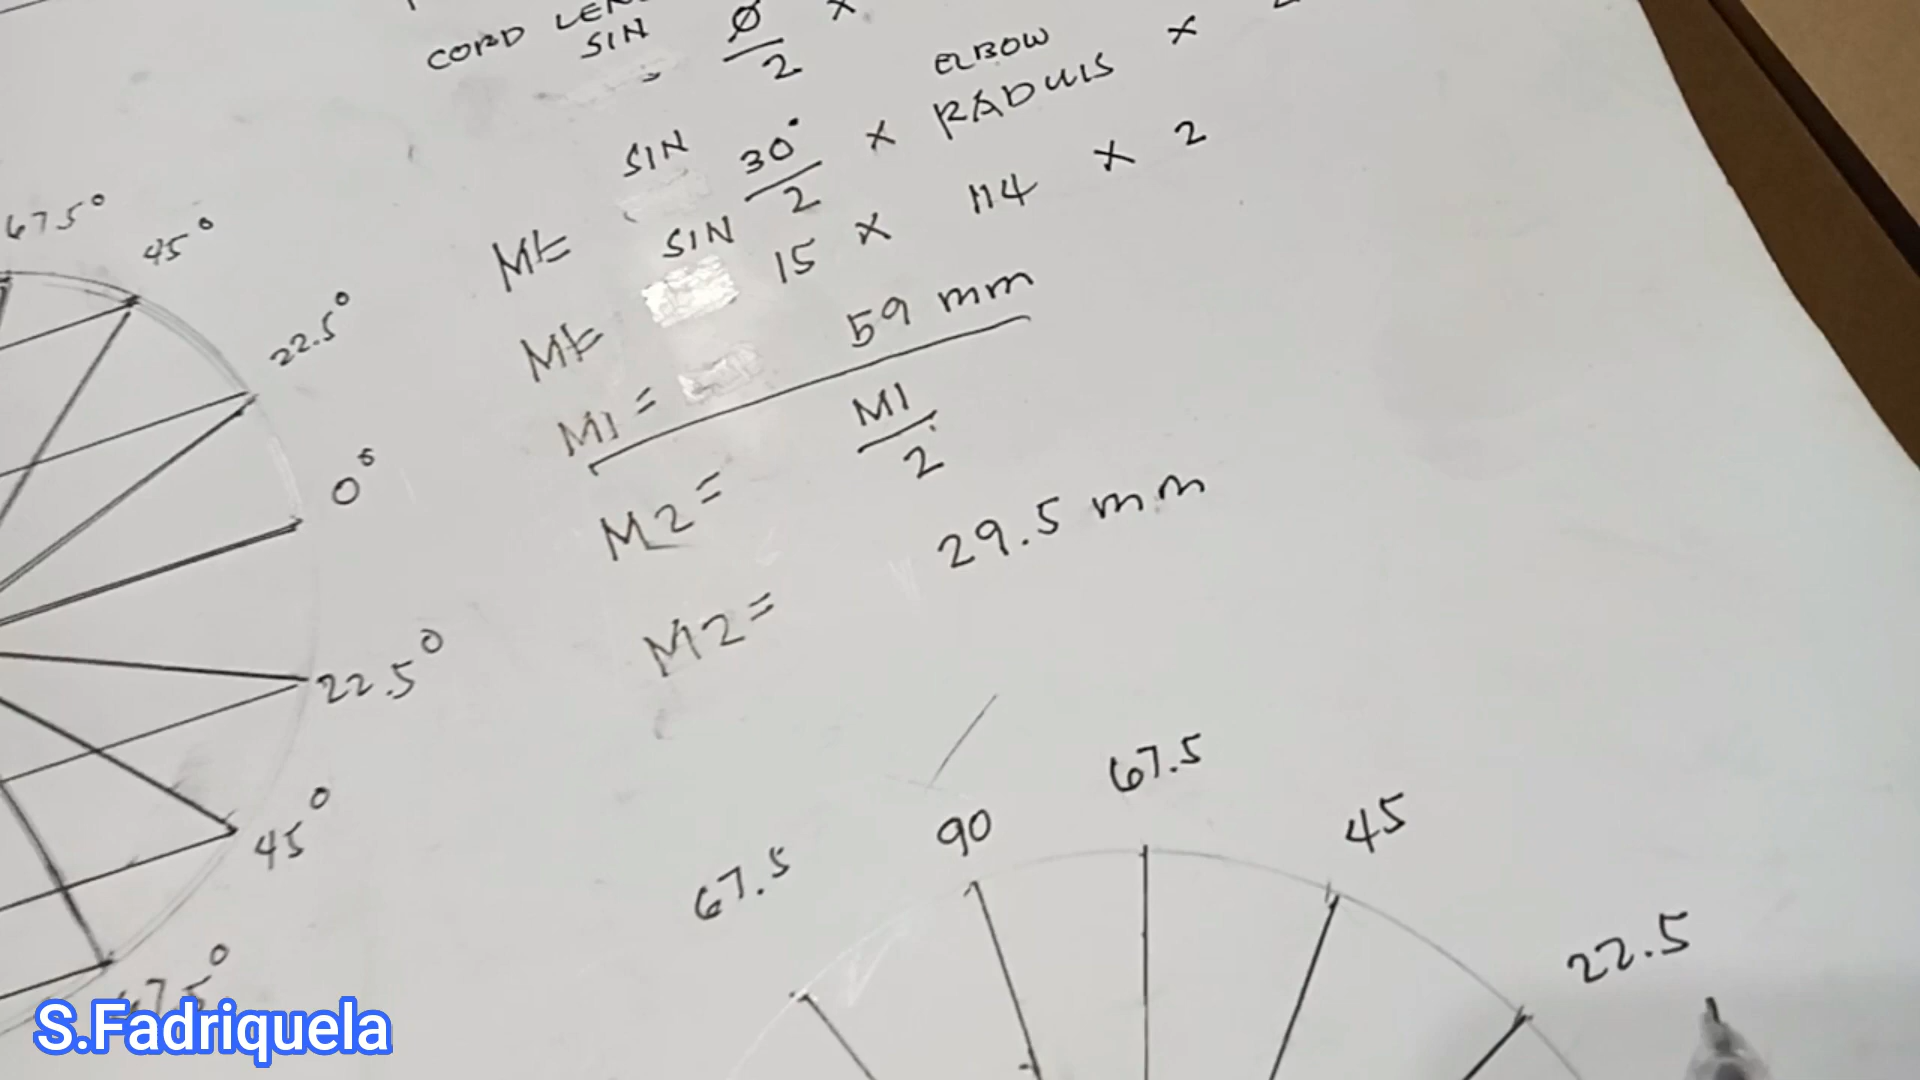 CORD
SIN Ø/2 ×
ELBOW
SIN 30°/2 × RADUIS ×
M1= SIN 15 × 114 × 2
M1= 59 mm
M1=
M2= M1/2
M2= 29.5 mm
67.5°
45°
22.5°
0°
22.5°
45°
67.5°
67.5
90
67.5
45
22.5
S.Fadriquela